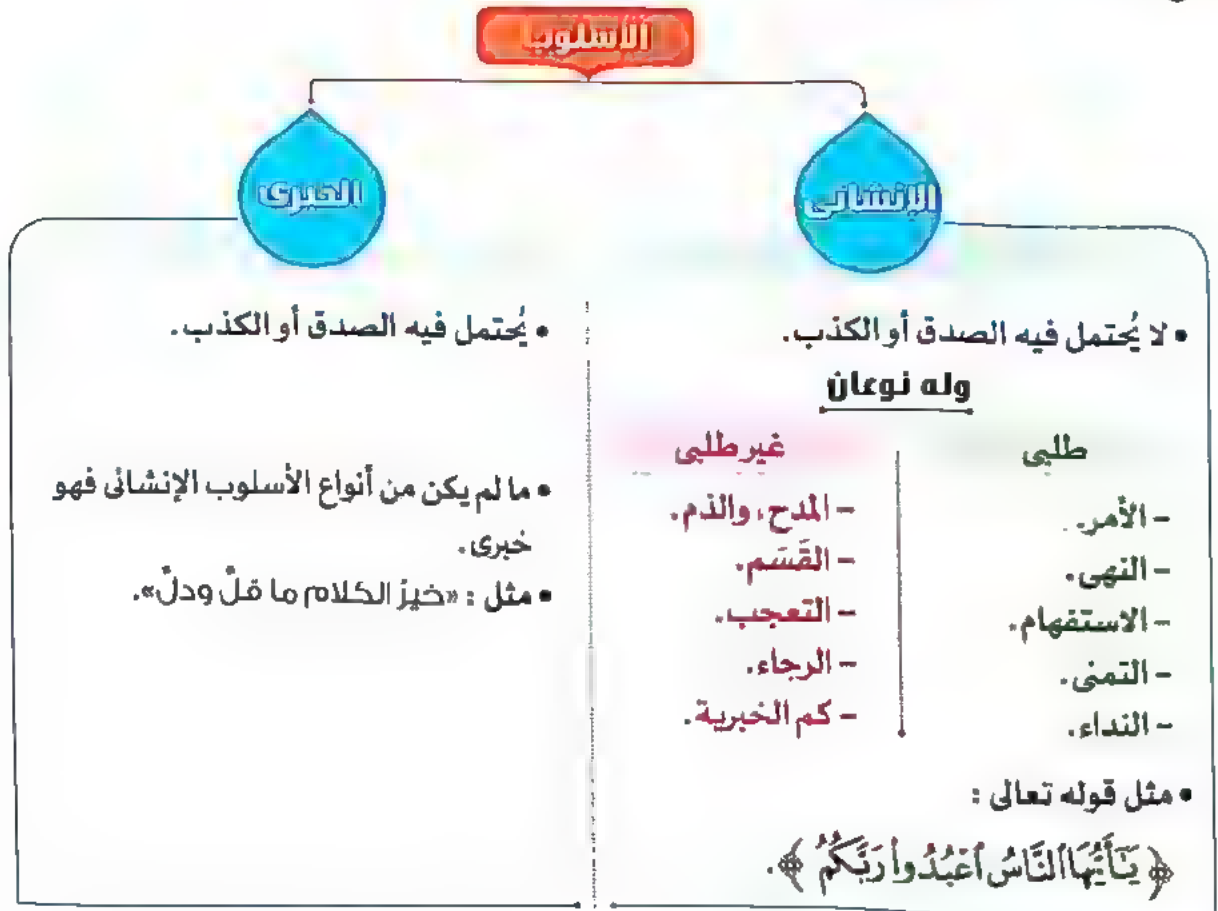 الأسلوب
الإنشائى
الخبرى
• لا يُحتمل فيه الصدق أو الكذب.
وله نوعان
طلبى
- الأمر.
- النهى.
- الاستفهام.
- التمنى.
- النداء.
غير طلبى
- المدح، والذم.
- القَسَم.
- التعجب.
- الرجاء.
- كم الخبرية.
• مثل قوله تعالى :
﴿ يَٰٓأَيُّهَا ٱلنَّاسُ ٱعْبُدُوا۟ رَبَّكُمُ ﴾.
• يُحتمل فيه الصدق أو الكذب.
• ما لم يكن من أنواع الأسلوب الإنشائى فهو
خبرى.
• مثل : «خيرُ الكلام ما قلَّ ودلَّ».